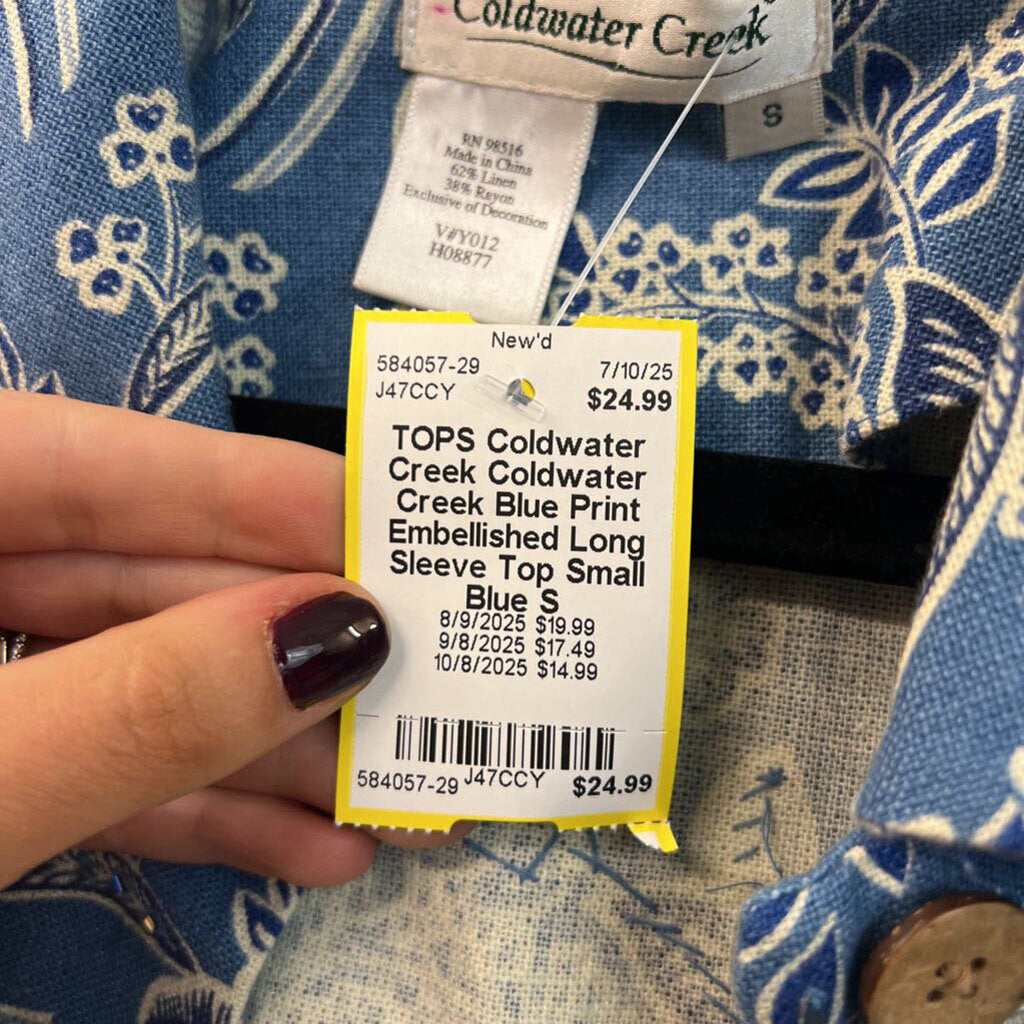 Coldwater Creek
S
RN 98516
Made in China
62% Linen
38% Rayon
Exclusive of Decoration
V#Y012
H08877
New'd
584057-29 7/10/25
J47CCY $24.99
TOPS Coldwater
Creek Coldwater
Creek Blue Print
Embellished Long
Sleeve Top Small
Blue S
8/9/2025 $19.99
9/8/2025 $17.49
10/8/2025 $14.99
584057-29 J47CCY $24.99